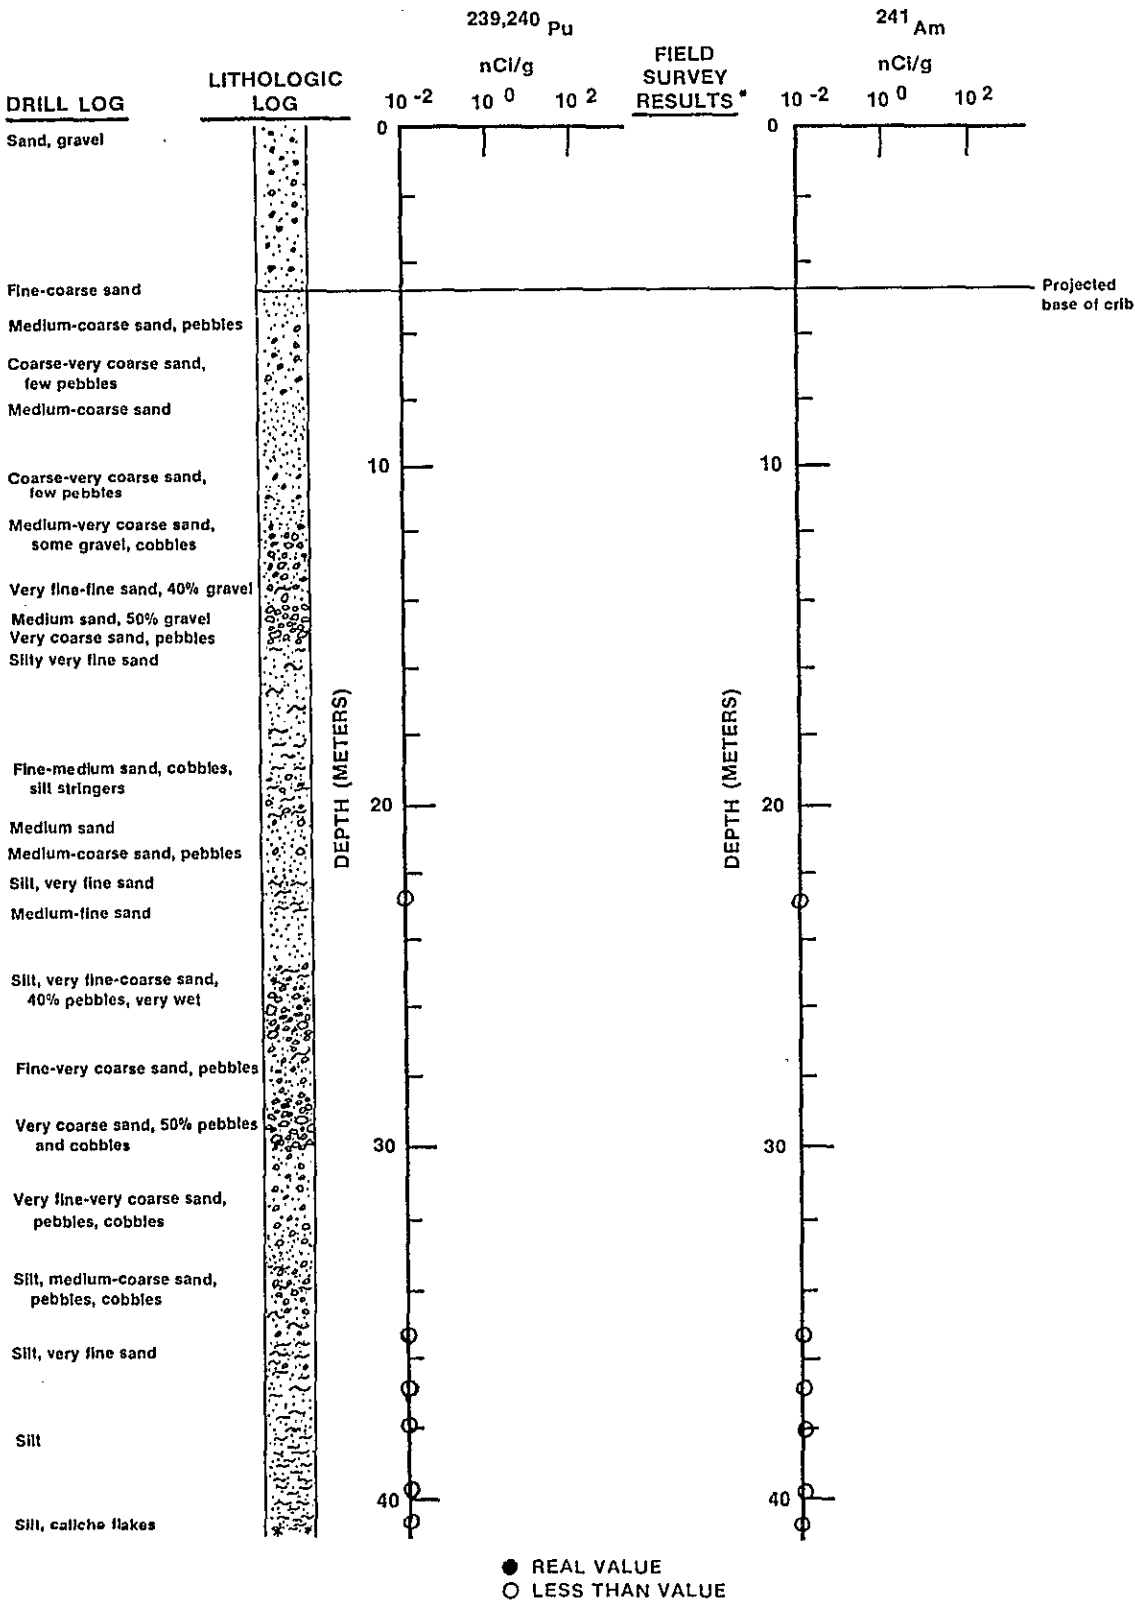 239,240 Pu
nCi/g
10 -2 10 0 10 2
FIELD
SURVEY
RESULTS*
241 Am
nCi/g
10 -2 10 0 10 2
DRILL LOG
LITHOLOGIC
LOG
0
0
Sand, gravel
Fine-coarse sand
Projected
base of crib
Medium-coarse sand, pebbles
Coarse-very coarse sand,
few pebbles
Medium-coarse sand
10
10
Coarse-very coarse sand,
few pebbles
Medium-very coarse sand,
some gravel, cobbles
Very fine-fine sand, 40% gravel
Medium sand, 50% gravel
Very coarse sand, pebbles
Silty very fine sand
DEPTH (METERS)
DEPTH (METERS)
Fine-medium sand, cobbles,
silt stringers
20
20
Medium sand
Medium-coarse sand, pebbles
Silt, very fine sand
Medium-fine sand
Silt, very fine-coarse sand,
40% pebbles, very wet
Fine-very coarse sand, pebbles
Very coarse sand, 50% pebbles
and cobbles
30
30
Very fine-very coarse sand,
pebbles, cobbles
Silt, medium-coarse sand,
pebbles, cobbles
Silt, very fine sand
Silt
40
40
Silt, caliche flakes
REAL VALUE
LESS THAN VALUE